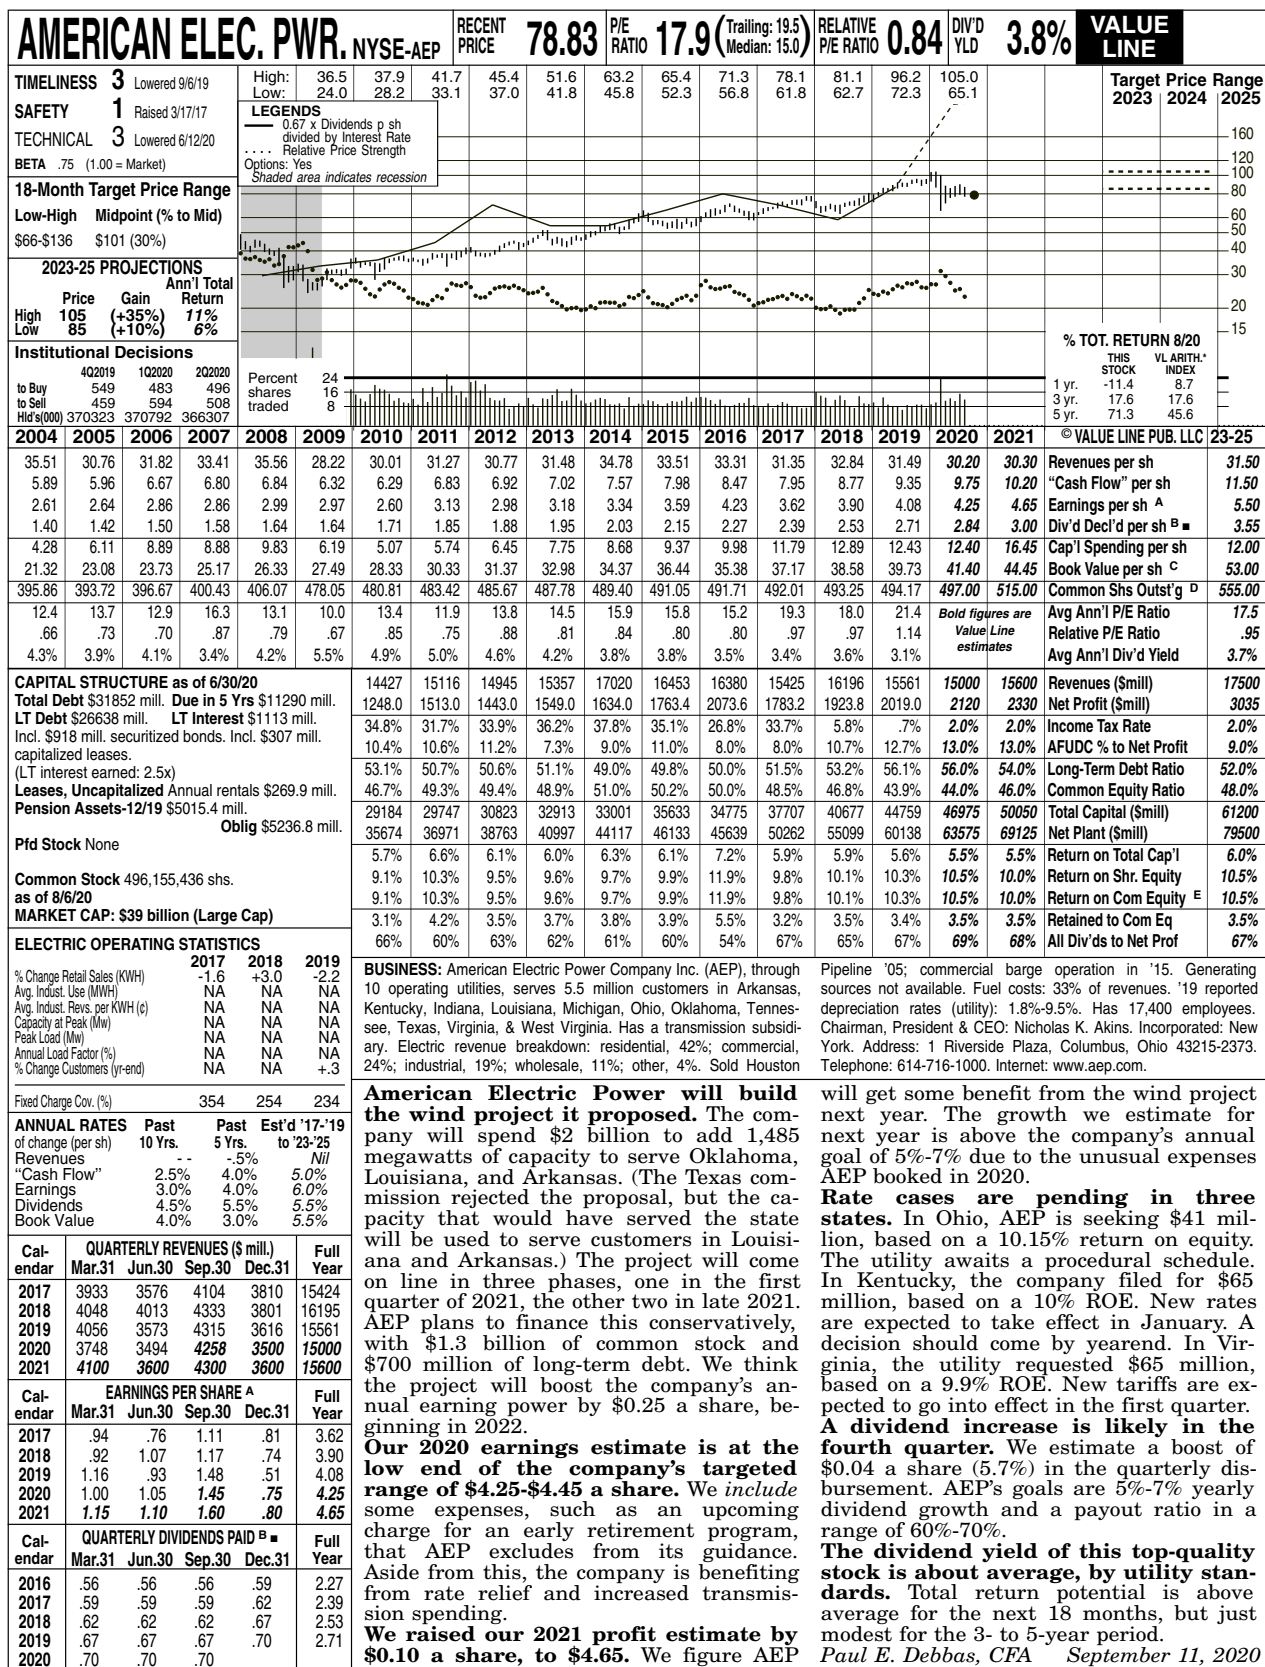 AMERICAN ELEC. PWR. NYSE-AEP
RECENT PRICE 78.83
P/E RATIO 17.9 (Trailing: 19.5 Median: 15.0)
RELATIVE P/E RATIO 0.84
DIV'D YLD 3.8%
VALUE LINE
TIMELINESS 3 Lowered 9/6/19
SAFETY 1 Raised 3/17/17
TECHNICAL 3 Lowered 6/12/20
BETA .75 (1.00 = Market)
18-Month Target Price Range
Low-High Midpoint (% to Mid)
$66-$136 $101 (30%)
2023-25 PROJECTIONS
Ann'l Total
Price Gain Return
High 105 (+35%) 11%
Low 85 (+10%) 6%
Institutional Decisions
4Q2019 1Q2020 2Q2020
to Buy 549 483 496
to Sell 459 594 508
Hld's(000) 370323 370792 366307
High: 36.5 37.9 41.7 45.4 51.6 63.2 65.4 71.3 78.1 81.1 96.2 105.0
Low: 24.0 28.2 33.1 37.0 41.8 45.8 52.3 56.8 61.8 62.7 72.3 65.1
LEGENDS
0.67 x Dividends p sh
divided by Interest Rate
. . . . Relative Price Strength
Options: Yes
Shaded area indicates recession
Target Price Range
2023 2024 2025
160
120
100
80
60
50
40
30
20
15
Percent 24
shares 16
traded 8
% TOT. RETURN 8/20
THIS VL ARITH.*
STOCK INDEX
1 yr. -11.4 8.7
3 yr. 17.6 17.6
5 yr. 71.3 45.6
2004 2005 2006 2007 2008 2009 2010 2011 2012 2013 2014 2015 2016 2017 2018 2019 2020 2021 © VALUE LINE PUB. LLC 23-25
35.51 30.76 31.82 33.41 35.56 28.22 30.01 31.27 30.77 31.48 34.78 33.51 33.31 31.35 32.84 31.49 30.20 30.30 Revenues per sh 31.50
5.89 5.96 6.67 6.80 6.84 6.32 6.29 6.83 6.92 7.02 7.57 7.98 8.47 7.95 8.77 9.35 9.75 10.20 "Cash Flow" per sh 11.50
2.61 2.64 2.86 2.86 2.99 2.97 2.60 3.13 2.98 3.18 3.34 3.59 4.23 3.62 3.90 4.08 4.25 4.65 Earnings per sh A 5.50
1.40 1.42 1.50 1.58 1.64 1.64 1.71 1.85 1.88 1.95 2.03 2.15 2.27 2.39 2.53 2.71 2.84 3.00 Div'd Decl'd per sh B ■ 3.55
4.28 6.11 8.89 8.88 9.83 6.19 5.07 5.74 6.45 7.75 8.68 9.37 9.98 11.79 12.89 12.43 12.40 16.45 Cap'l Spending per sh 12.00
21.32 23.08 23.73 25.17 26.33 27.49 28.33 30.33 31.37 32.98 34.37 36.44 35.38 37.17 38.58 39.73 41.40 44.45 Book Value per sh C 53.00
395.86 393.72 396.67 400.43 406.07 478.05 480.81 483.42 485.67 487.78 489.40 491.05 491.71 492.01 493.25 494.17 497.00 515.00 Common Shs Outst'g D 555.00
12.4 13.7 12.9 16.3 13.1 10.0 13.4 11.9 13.8 14.5 15.9 15.8 15.2 19.3 18.0 21.4 Bold figures are Avg Ann'l P/E Ratio 17.5
.66 .73 .70 .87 .79 .67 .85 .75 .88 .81 .84 .80 .80 .97 .97 1.14 Value Line Relative P/E Ratio .95
4.3% 3.9% 4.1% 3.4% 4.2% 5.5% 4.9% 5.0% 4.6% 4.2% 3.8% 3.8% 3.5% 3.4% 3.6% 3.1% estimates Avg Ann'l Div'd Yield 3.7%
CAPITAL STRUCTURE as of 6/30/20
Total Debt $31852 mill. Due in 5 Yrs $11290 mill.
LT Debt $26638 mill. LT Interest $1113 mill.
Incl. $918 mill. securitized bonds. Incl. $307 mill.
capitalized leases.
(LT interest earned: 2.5x)
Leases, Uncapitalized Annual rentals $269.9 mill.
Pension Assets-12/19 $5015.4 mill.
Oblig $5236.8 mill.
Pfd Stock None
Common Stock 496,155,436 shs.
as of 8/6/20
MARKET CAP: $39 billion (Large Cap)
14427 15116 14945 15357 17020 16453 16380 15425 16196 15561 15000 15600 Revenues ($mill) 17500
1248.0 1513.0 1443.0 1549.0 1634.0 1763.4 2073.6 1783.2 1923.8 2019.0 2120 2330 Net Profit ($mill) 3035
34.8% 31.7% 33.9% 36.2% 37.8% 35.1% 26.8% 33.7% 5.8% .7% 2.0% 2.0% Income Tax Rate 2.0%
10.4% 10.6% 11.2% 7.3% 9.0% 11.0% 8.0% 8.0% 10.7% 12.7% 13.0% 13.0% AFUDC % to Net Profit 9.0%
53.1% 50.7% 50.6% 51.1% 49.0% 49.8% 50.0% 51.5% 53.2% 56.1% 56.0% 54.0% Long-Term Debt Ratio 52.0%
46.7% 49.3% 49.4% 48.9% 51.0% 50.2% 50.0% 48.5% 46.8% 43.9% 44.0% 46.0% Common Equity Ratio 48.0%
29184 29747 30823 32913 33001 35633 34775 37707 40677 44759 46975 50050 Total Capital ($mill) 61200
35674 36971 38763 40997 44117 46133 45639 50262 55099 60138 63575 69125 Net Plant ($mill) 79500
5.7% 6.6% 6.1% 6.0% 6.3% 6.1% 7.2% 5.9% 5.9% 5.6% 5.5% 5.5% Return on Total Cap'l 6.0%
9.1% 10.3% 9.5% 9.6% 9.7% 9.9% 11.9% 9.8% 10.1% 10.3% 10.5% 10.0% Return on Shr. Equity 10.5%
9.1% 10.3% 9.5% 9.6% 9.7% 9.9% 11.9% 9.8% 10.1% 10.3% 10.5% 10.0% Return on Com Equity E 10.5%
3.1% 4.2% 3.5% 3.7% 3.8% 3.9% 5.5% 3.2% 3.5% 3.4% 3.5% 3.5% Retained to Com Eq 3.5%
66% 60% 63% 62% 61% 60% 54% 67% 65% 67% 69% 68% All Div'ds to Net Prof 67%
ELECTRIC OPERATING STATISTICS
2017 2018 2019
% Change Retail Sales (KWH) -1.6 +3.0 -2.2
Avg. Indust. Use (MWH) NA NA NA
Avg. Indust. Revs. per KWH (¢) NA NA NA
Capacity at Peak (Mw) NA NA NA
Peak Load (Mw) NA NA NA
Annual Load Factor (%) NA NA NA
% Change Customers (yr-end) NA NA +.3
Fixed Charge Cov. (%) 354 254 234
ANNUAL RATES Past Past Est'd '17-'19
of change (per sh) 10 Yrs. 5 Yrs. to '23-'25
Revenues - - -.5% Nil
"Cash Flow" 2.5% 4.0% 5.0%
Earnings 3.0% 4.0% 6.0%
Dividends 4.5% 5.5% 5.5%
Book Value 4.0% 3.0% 5.5%
Cal- QUARTERLY REVENUES ($ mill.) Full
endar Mar.31 Jun.30 Sep.30 Dec.31 Year
2017 3933 3576 4104 3810 15424
2018 4048 4013 4333 3801 16195
2019 4056 3573 4315 3616 15561
2020 3748 3494 4258 3500 15000
2021 4100 3600 4300 3600 15600
Cal- EARNINGS PER SHARE A Full
endar Mar.31 Jun.30 Sep.30 Dec.31 Year
2017 .94 .76 1.11 .81 3.62
2018 .92 1.07 1.17 .74 3.90
2019 1.16 .93 1.48 .51 4.08
2020 1.00 1.05 1.45 .75 4.25
2021 1.15 1.10 1.60 .80 4.65
Cal- QUARTERLY DIVIDENDS PAID B ■ Full
endar Mar.31 Jun.30 Sep.30 Dec.31 Year
2016 .56 .56 .56 .59 2.27
2017 .59 .59 .59 .62 2.39
2018 .62 .62 .62 .67 2.53
2019 .67 .67 .67 .70 2.71
2020 .70 .70 .70
BUSINESS: American Electric Power Company Inc. (AEP), through
10 operating utilities, serves 5.5 million customers in Arkansas,
Kentucky, Indiana, Louisiana, Michigan, Ohio, Oklahoma, Tennes-
see, Texas, Virginia, & West Virginia. Has a transmission subsidi-
ary. Electric revenue breakdown: residential, 42%; commercial,
24%; industrial, 19%; wholesale, 11%; other, 4%. Sold Houston
Pipeline '05; commercial barge operation in '15. Generating
sources not available. Fuel costs: 33% of revenues. '19 reported
depreciation rates (utility): 1.8%-9.5%. Has 17,400 employees.
Chairman, President & CEO: Nicholas K. Akins. Incorporated: New
York. Address: 1 Riverside Plaza, Columbus, Ohio 43215-2373.
Telephone: 614-716-1000. Internet: www.aep.com.
American Electric Power will build
the wind project it proposed. The com-
pany will spend $2 billion to add 1,485
megawatts of capacity to serve Oklahoma,
Louisiana, and Arkansas. (The Texas com-
mission rejected the proposal, but the ca-
pacity that would have served the state
will be used to serve customers in Louisi-
ana and Arkansas.) The project will come
on line in three phases, one in the first
quarter of 2021, the other two in late 2021.
AEP plans to finance this conservatively,
with $1.3 billion of common stock and
$700 million of long-term debt. We think
the project will boost the company's an-
nual earning power by $0.25 a share, be-
ginning in 2022.
Our 2020 earnings estimate is at the
low end of the company's targeted
range of $4.25-$4.45 a share. We include
some expenses, such as an upcoming
charge for an early retirement program,
that AEP excludes from its guidance.
Aside from this, the company is benefiting
from rate relief and increased transmis-
sion spending.
We raised our 2021 profit estimate by
$0.10 a share, to $4.65. We figure AEP
will get some benefit from the wind project
next year. The growth we estimate for
next year is above the company's annual
goal of 5%-7% due to the unusual expenses
AEP booked in 2020.
Rate cases are pending in three
states. In Ohio, AEP is seeking $41 mil-
lion, based on a 10.15% return on equity.
The utility awaits a procedural schedule.
In Kentucky, the company filed for $65
million, based on a 10% ROE. New rates
are expected to take effect in January. A
decision should come by yearend. In Vir-
ginia, the utility requested $65 million,
based on a 9.9% ROE. New tariffs are ex-
pected to go into effect in the first quarter.
A dividend increase is likely in the
fourth quarter. We estimate a boost of
$0.04 a share (5.7%) in the quarterly dis-
bursement. AEP's goals are 5%-7% yearly
dividend growth and a payout ratio in a
range of 60%-70%.
The dividend yield of this top-quality
stock is about average, by utility stan-
dards. Total return potential is above
average for the next 18 months, but just
modest for the 3- to 5-year period.
Paul E. Debbas, CFA September 11, 2020